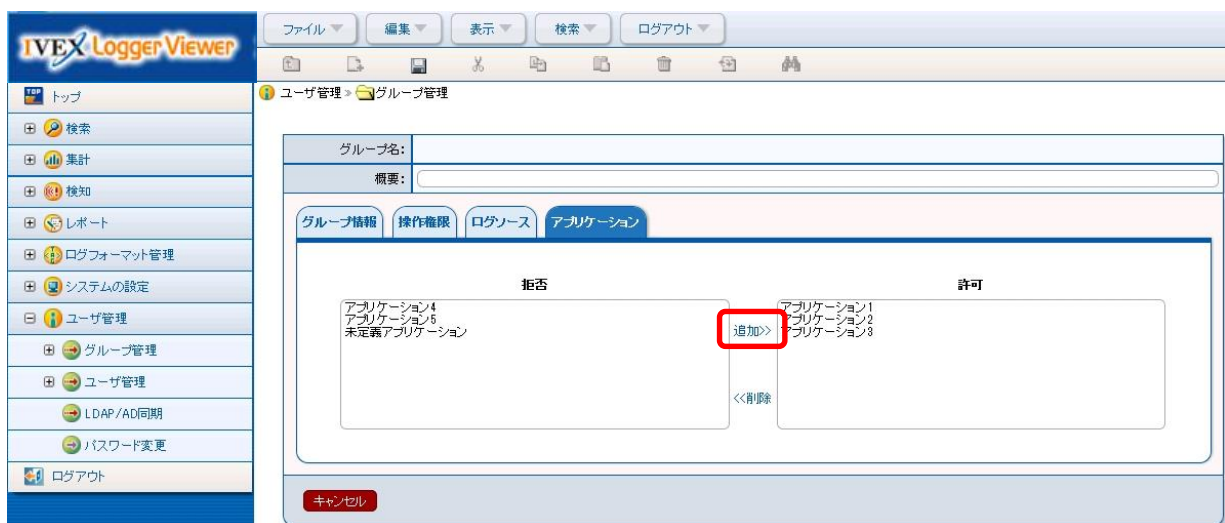 IVEX Logger Viewer
ファイル
編集
表示
検索
ログアウト
ユーザ管理 » グループ管理
TOP トップ
検索
集計
検知
レポート
ログフォーマット管理
システムの設定
ユーザ管理
グループ管理
ユーザ管理
LDAP/AD同期
パスワード変更
ログアウト
グループ名:
概要:
グループ情報
操作権限
ログソース
アプリケーション
拒否
アプリケーション4
アプリケーション5
未定義アプリケーション
追加>>
<<削除
許可
アプリケーション1
アプリケーション2
アプリケーション3
キャンセル